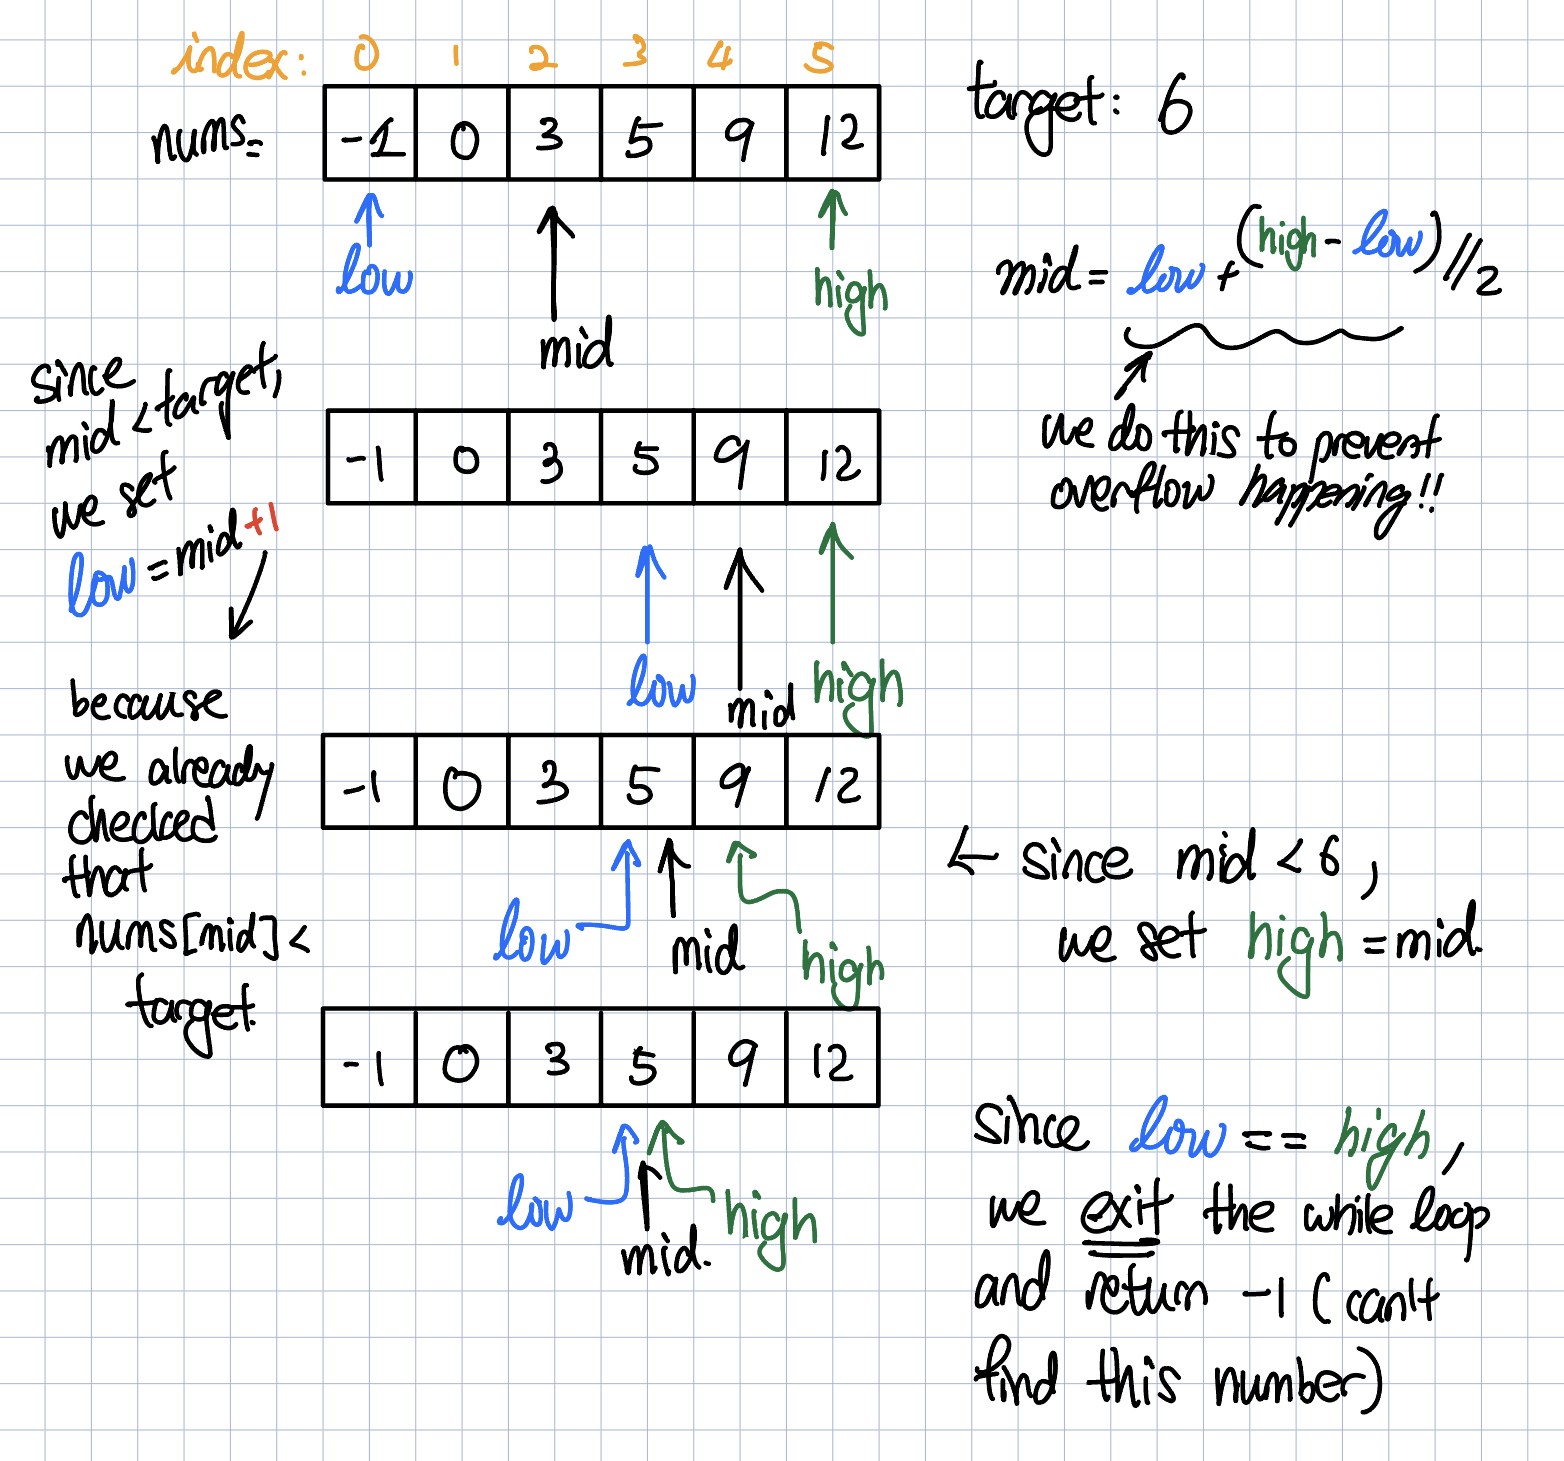 index: 0 1 2 3 4 5
nums= -1 0 3 5 9 12
target: 6
low
mid
high
mid = low + (high - low) // 2
we do this to prevent
overflow happening!!
since
mid < target,
we set
low = mid +1
because
we already
checked
that
nums[mid] <
target.
-1 0 3 5 9 12
low
mid
high
-1 0 3 5 9 12
low
mid
high
← since mid < 6,
we set high = mid.
-1 0 3 5 9 12
low
mid.
high
since low == high,
we exit the while loop
and return -1 (can't
find this number)